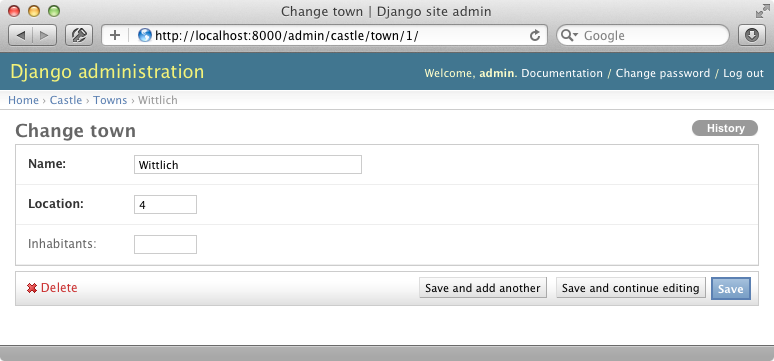 Change town | Django site admin
http://localhost:8000/admin/castle/town/1/
Google
Django administration
Welcome, admin. Documentation / Change password / Log out
Home › Castle › Towns › Wittlich
Change town
History
Name:
Wittlich
Location:
4
Inhabitants:
Delete
Save and add another
Save and continue editing
Save